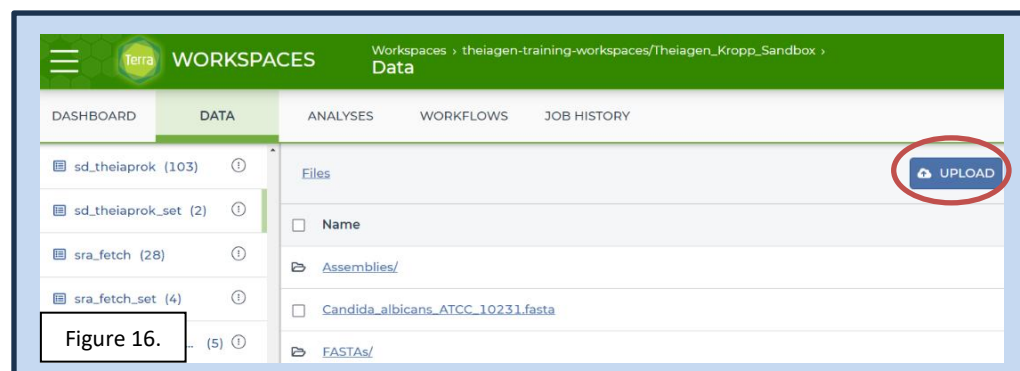 Terra
WORKSPACES
Workspaces › theiagen-training-workspaces/Theiagen_Kropp_Sandbox ›
Data
DASHBOARD DATA ANALYSES WORKFLOWS JOB HISTORY
sd_theiaprok (103)
sd_theiaprok_set (2)
sra_fetch (28)
sra_fetch_set (4)
... (5)
Files
UPLOAD
Name
Assemblies/
Candida_albicans_ATCC_10231.fasta
FASTAs/
Figure 16.